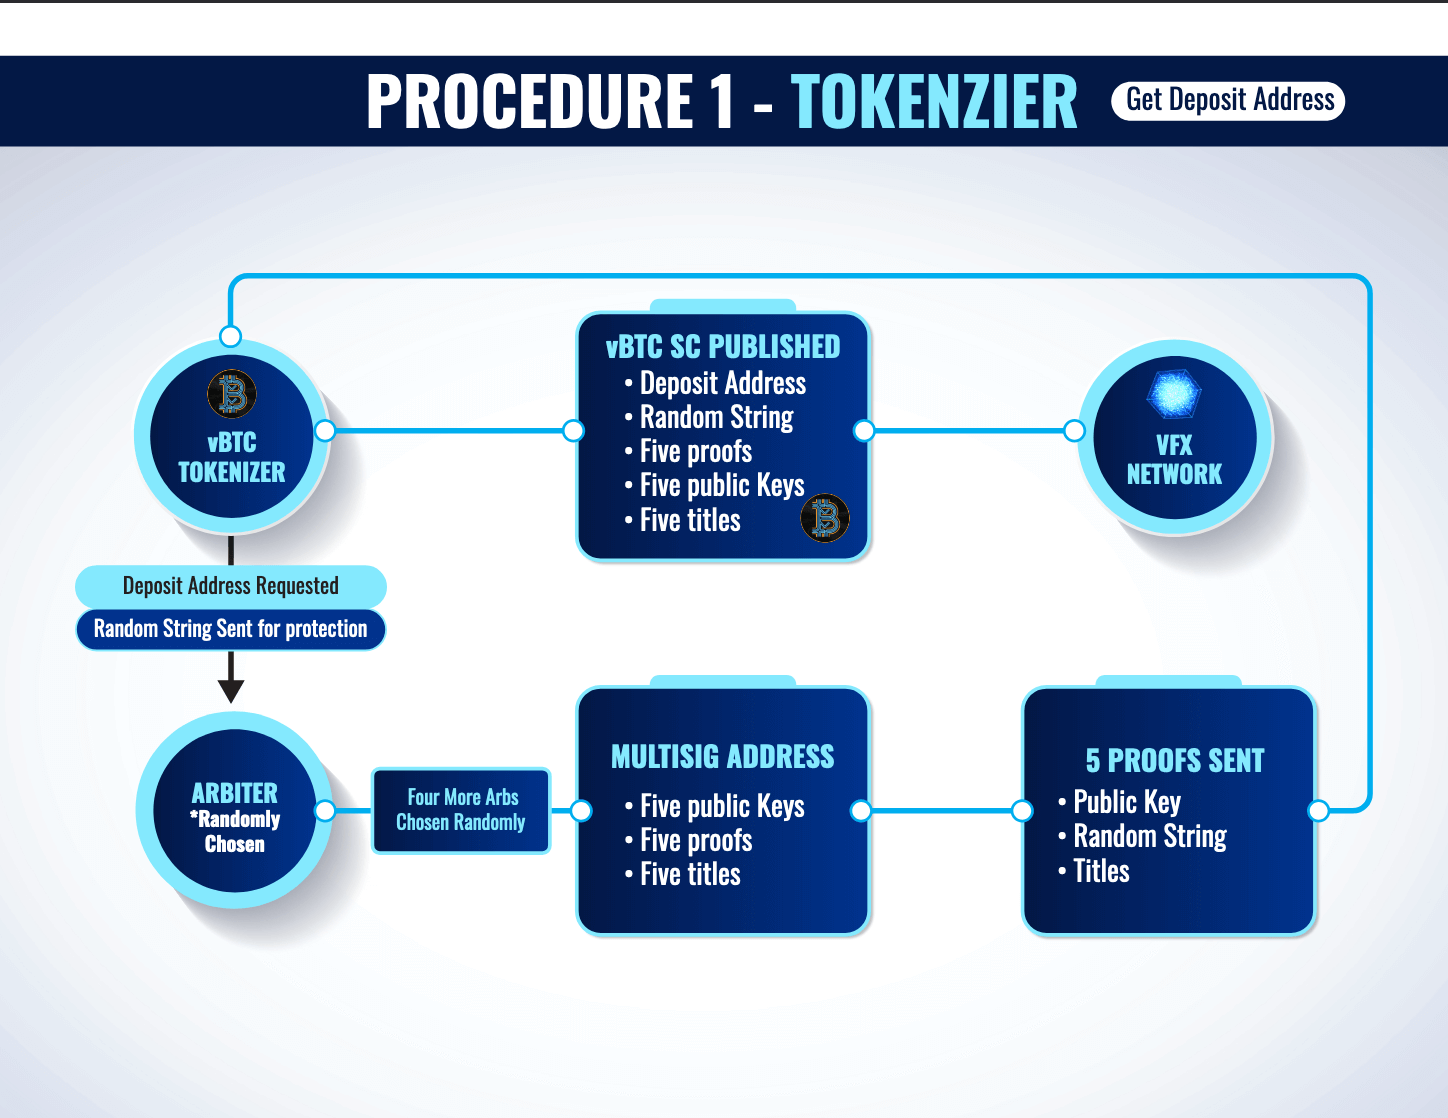 PROCEDURE 1 - TOKENZIER
Get Deposit Address
vBTC
TOKENIZER
vBTC SC PUBLISHED
• Deposit Address
• Random String
• Five proofs
• Five public Keys
• Five titles
VFX
NETWORK
Deposit Address Requested
Random String Sent for protection
ARBITER
*Randomly
Chosen
Four More Arbs
Chosen Randomly
MULTISIG ADDRESS
• Five public Keys
• Five proofs
• Five titles
5 PROOFS SENT
• Public Key
• Random String
• Titles